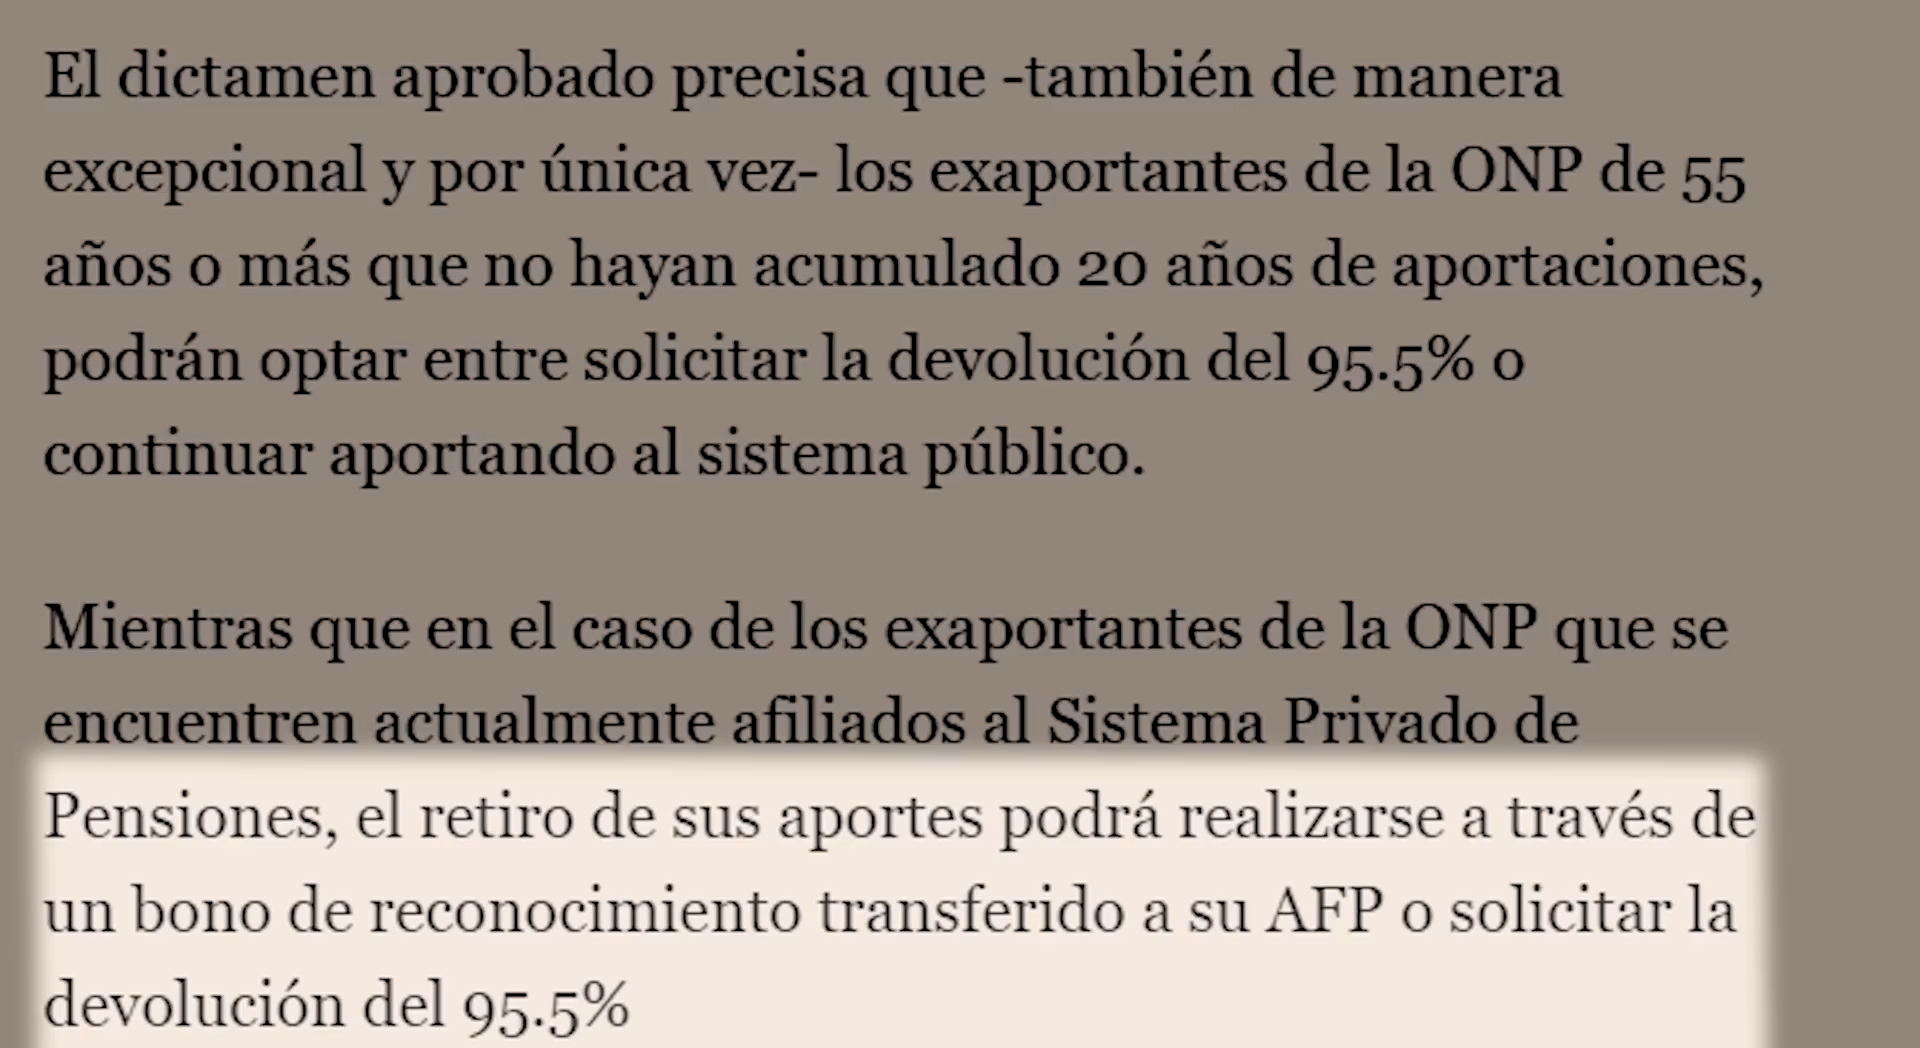 El dictamen aprobado precisa que -también de manera
excepcional y por única vez- los exaportantes de la ONP de 55
años o más que no hayan acumulado 20 años de aportaciones,
podrán optar entre solicitar la devolución del 95.5% o
continuar aportando al sistema público.
Mientras que en el caso de los exaportantes de la ONP que se
encuentren actualmente afiliados al Sistema Privado de
Pensiones, el retiro de sus aportes podrá realizarse a través de
un bono de reconocimiento transferido a su AFP o solicitar la
devolución del 95.5%